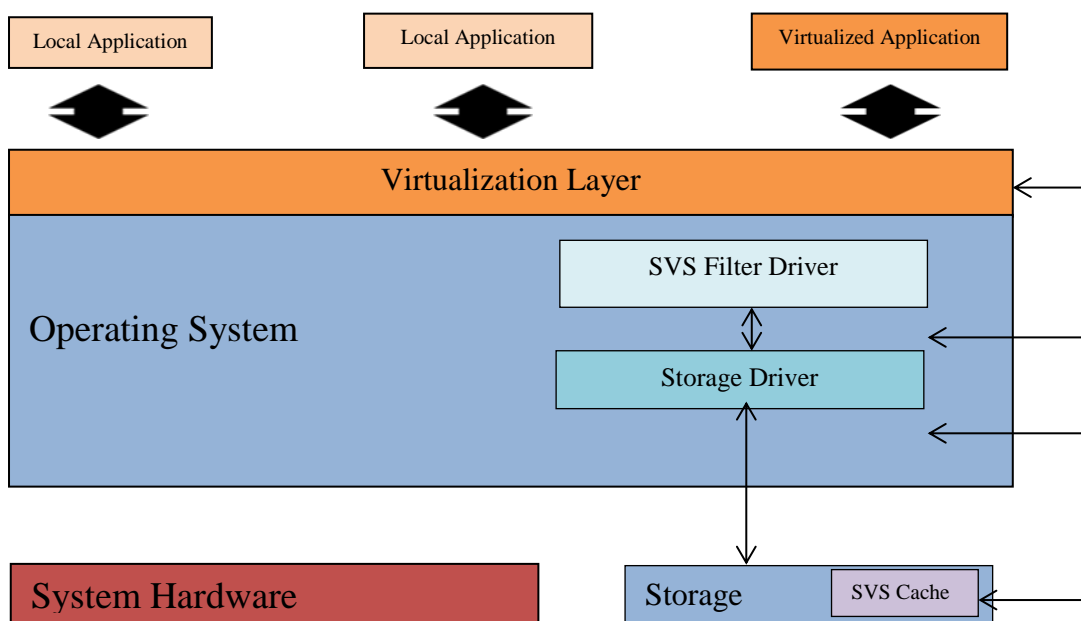 Local Application
Local Application
Virtualized Application
Virtualization Layer
SVS Filter Driver
Operating System
Storage Driver
System Hardware
Storage
SVS Cache